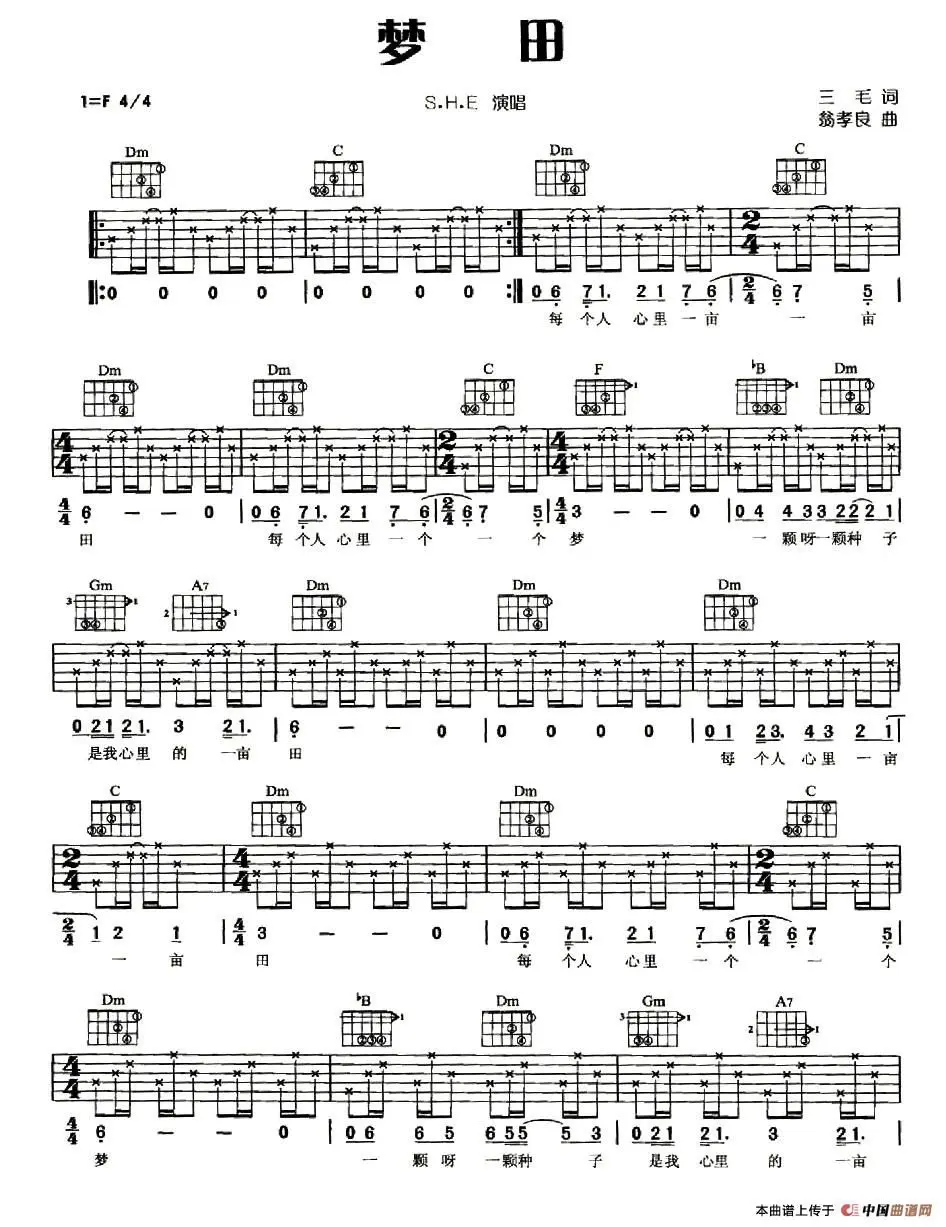 梦 田
1=F 4/4
S.H.E 演唱
三 毛 词
翁孝良 曲
Dm C Dm C
0 0 0 0 | 0 0 0 0 :‖ 0 6 7 1. 2 1 7 6 | 2/4 6 7 5 |
每 个人 心里 一亩 一 亩
Dm Dm C F ♭B Dm
4/4 6 － － 0 | 0 6 7 1. 2 1 7 6 | 2/4 6 7 5 | 4/4 3 － － 0 | 0 4 4 3 3 2 2 2 2 1 |
田 每 个人 心里 一 个 一 个 梦 一 颗呀一颗种 子
Gm A7 Dm Dm Dm
0 2 1 2 1. 3 2 1. | 6 － － 0 | 0 0 0 0 | 0 1 2 3. 4 3 2 1 |
是我心里 的 一亩 田 每 个人 心里 一 亩
C Dm Dm C
2/4 1 2 1 | 4/4 3 － － 0 | 0 6 7 1. 2 1 7 6 | 2/4 6 7 5 |
一 亩 田 每 个人 心里 一 个 一 个
Dm ♭B Dm Gm A7
4/4 6 － － 0 | 0 6 6 5 6 5 5 5 3 | 0 2 1 2 1. 3 2 1. |
梦 一 颗 呀 一颗种 子 是我 心里 的 一亩
本曲谱上传于 中国曲谱网